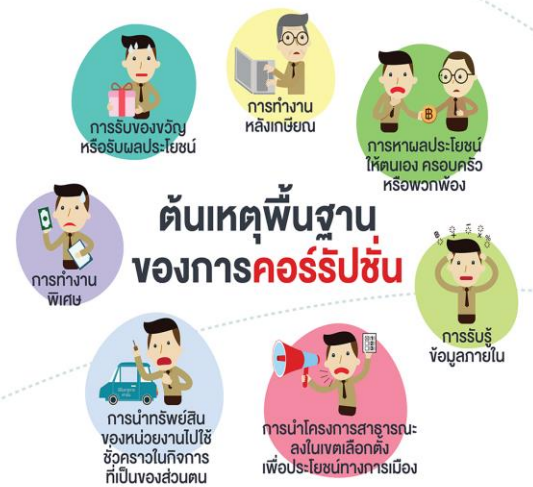 การรับของขวัญ
หรือรับผลประโยชน์
การทำงาน
หลังเกษียณ
การหาผลประโยชน์
ให้ตนเอง ครอบครัว
หรือพวกพ้อง
ต้นเหตุพื้นฐาน
ของการคอร์รัปชั่น
การทำงาน
พิเศษ
การรับรู้
ข้อมูลภายใน
การนำทรัพย์สิน
ของหน่วยงานไปใช้
ชั่วคราวในกิจการ
ที่เป็นของส่วนตน
การนำโครงการสาธารณะ
ลงในเขตเลือกตั้ง
เพื่อประโยชน์ทางการเมือง